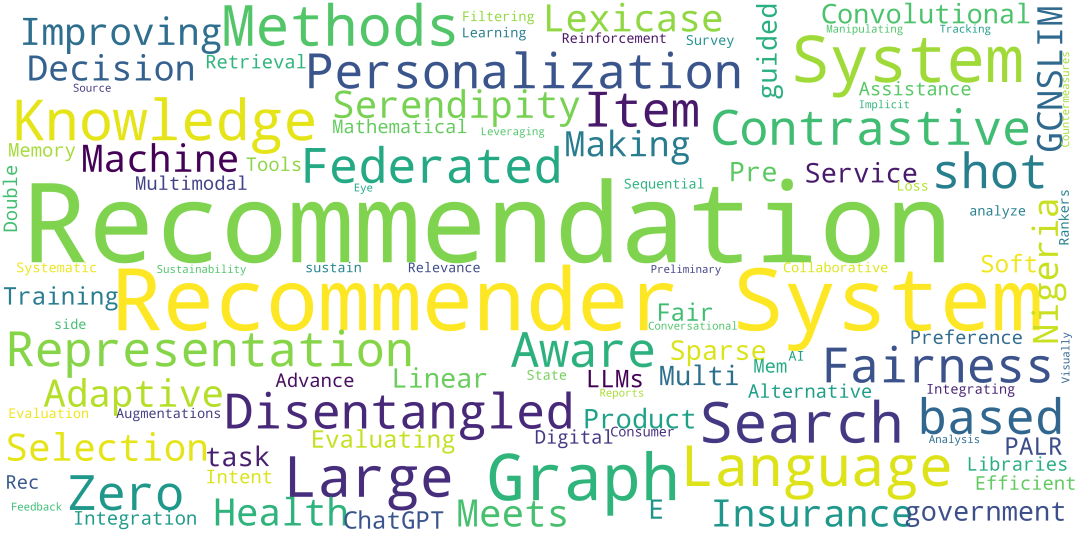 Improving Methods Filtering Learning Lexicase Reinforcement Survey guided Convolutional Manipulating Tracking GCNSLIM
Decision Retrieval Personalization System Assistance countermeasures
Source Implicit
Knowledge Serendipity Item Contrastive
Mathematical Leveraging Making
Memory Machine Tools Federated Pre Service shot
Double Multimodal Eye Sequential Loss
Recommendation analyze Rankers
Systematic Sustainability sustain Relevance Preliminary Collaborative Soft Nigeria
Training Recommender System
side Fair Conversational
Representation Aware Sparse Preference Visually
Adaptive Advance Linear State LLMs Multi Mem AI Fairness
Reports Alternative Integrating
Evaluation Augmentations Disentangled Product Search based
Selection Evaluating Digital Consumer Analysis PALR
task Intent Large Graph Language Libraries
Rec Zero Efficient
Feedback Integration Health ChatGPT Meets E Insurance government